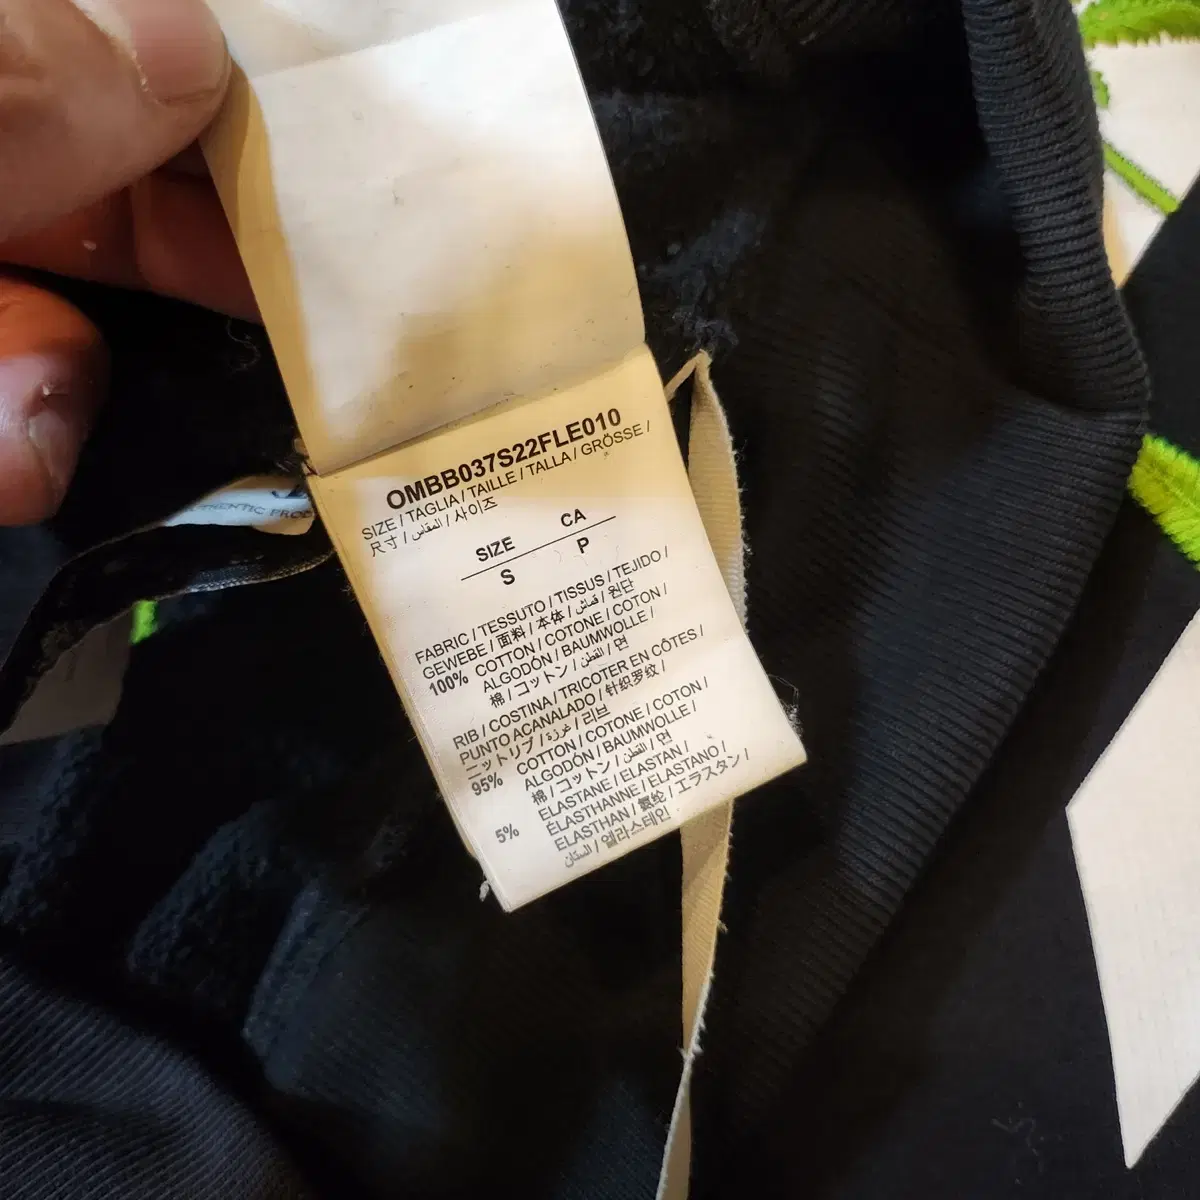 OMBB037S22FLE010
SIZE / TAGLIA / TAILLE / TALLA / GRÖSSE /
尺寸 / المقاس / 사이즈
SIZE CA
S P
FABRIC / TESSUTO / TISSUS / TEJIDO /
GEWEBE / 面料 / 本体 / قماش / 원단
100% COTTON / COTONE / COTON /
ALGODÓN / BAUMWOLLE /
棉 / コットン / القطن / 면
RIB / COSTINA / TRICOTER EN CÔTES /
PUNTO ACANALADO / 针织罗纹 /
ニットリブ / غرزة / 리브
95% COTTON / COTONE / COTON /
ALGODÓN / BAUMWOLLE /
棉 / コットン / القطن / 면
5% ELASTANE / ELASTAN /
ÉLASTHANNE / ELASTANO /
ELASTHAN / 氨纶 / エラスタン /
/ 엘라스테인